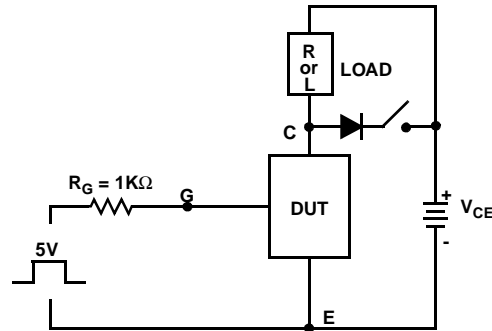 R
or
L
LOAD
C
R_G = 1KΩ
G
DUT
+
V_CE
-
5V
E